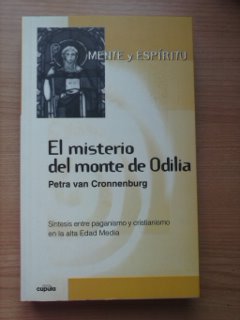 MENTE y ESPÍRITU
El misterio
del monte de Odilia
Petra van Cronnenburg
Síntesis entre paganismo y cristianismo
en la alta Edad Media
cúpula